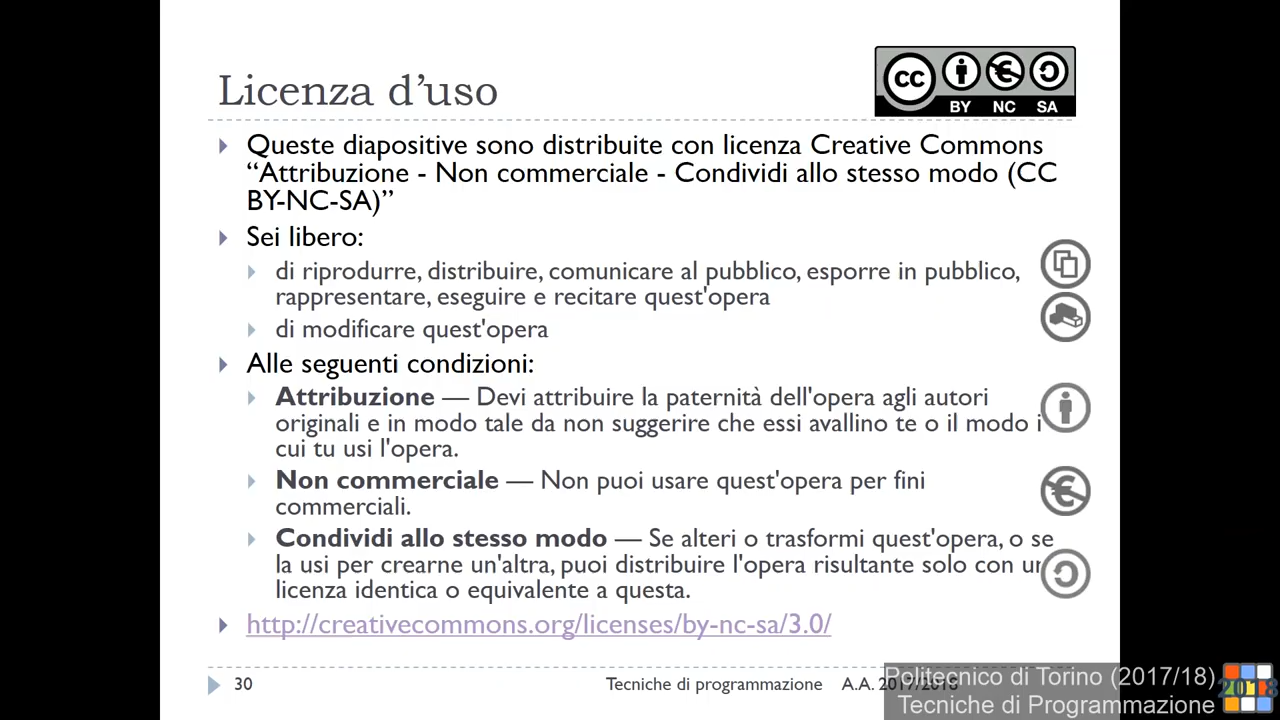 Licenza d’uso
CC BY NC SA
Queste diapositive sono distribuite con licenza Creative Commons
“Attribuzione - Non commerciale - Condividi allo stesso modo (CC
BY-NC-SA)”
Sei libero:
di riprodurre, distribuire, comunicare al pubblico, esporre in pubblico,
rappresentare, eseguire e recitare quest'opera
di modificare quest'opera
Alle seguenti condizioni:
Attribuzione — Devi attribuire la paternità dell'opera agli autori
originali e in modo tale da non suggerire che essi avallino te o il modo i
cui tu usi l'opera.
Non commerciale — Non puoi usare quest'opera per fini
commerciali.
Condividi allo stesso modo — Se alteri o trasformi quest'opera, o se
la usi per crearne un'altra, puoi distribuire l'opera risultante solo con un
licenza identica o equivalente a questa.
http://creativecommons.org/licenses/by-nc-sa/3.0/
30 Tecniche di programmazione A.A. 2017/2018
Politecnico di Torino (2017/18)
Tecniche di Programmazione
2018